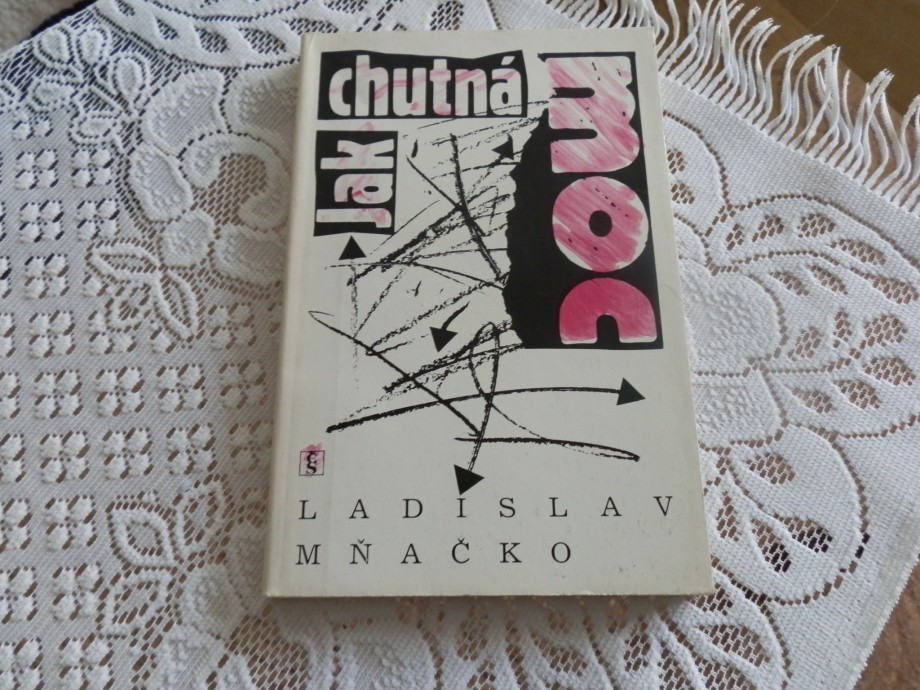 Jak
chutná
moc
ČS
LADISLAV
MŇAČKO